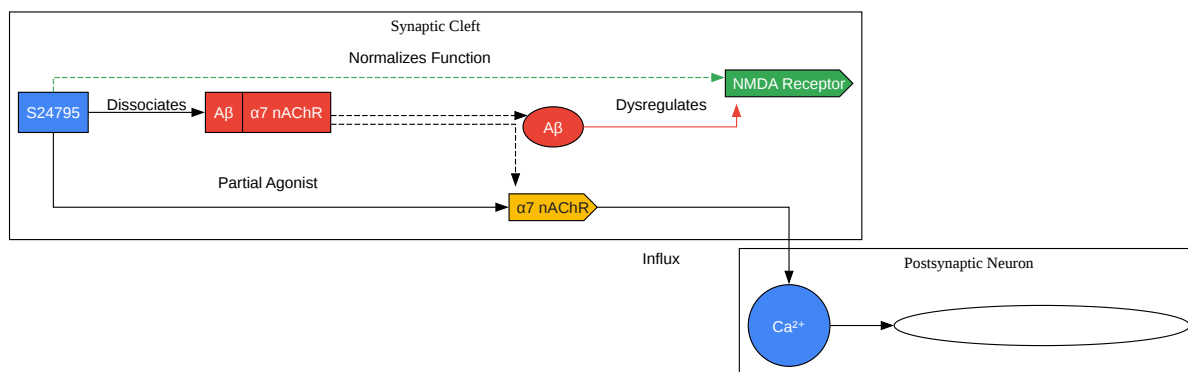 Synaptic Cleft
Normalizes Function
NMDA Receptor
S24795
Dissociates
Aβ
α7 nAChR
Aβ
Dysregulates
Partial Agonist
α7 nAChR
Influx
Postsynaptic Neuron
Ca²⁺